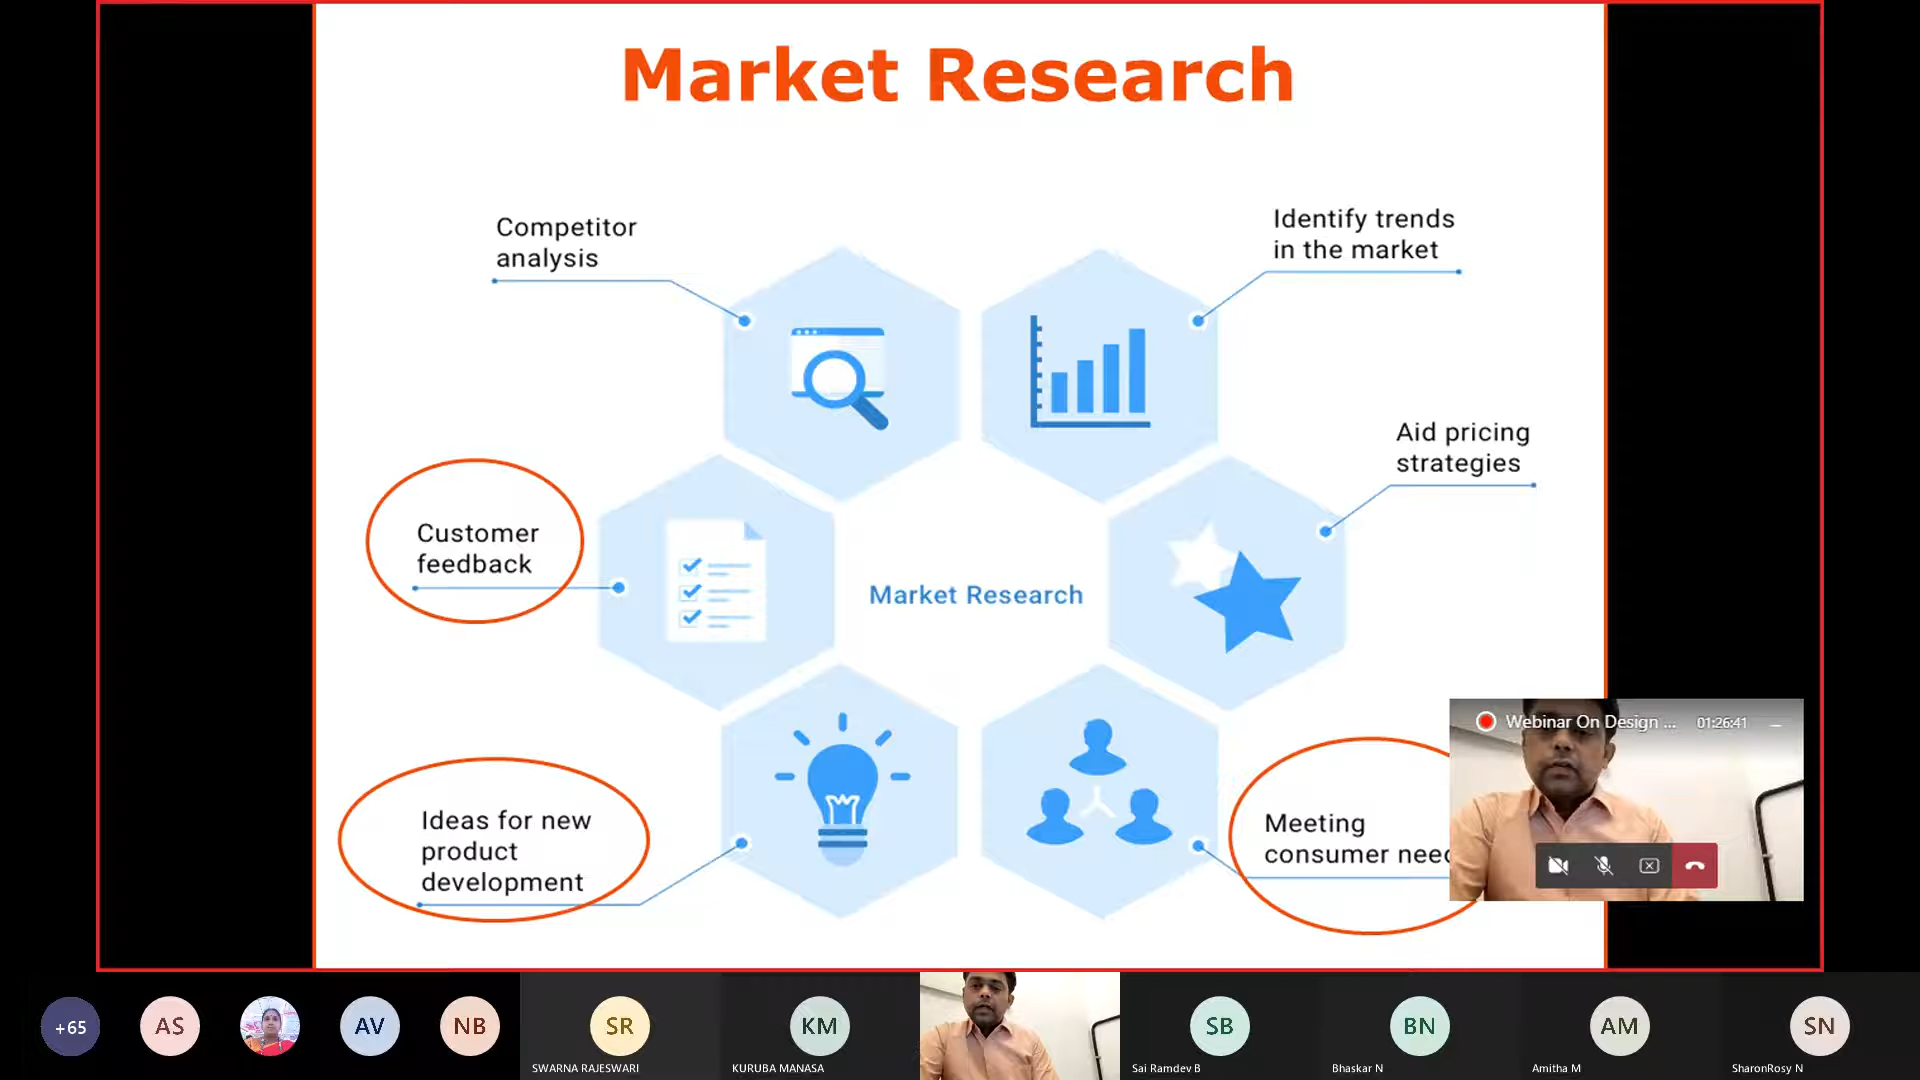 Market Research
Competitor
analysis
Identify trends
in the market
Aid pricing
strategies
Customer
feedback
Market Research
Ideas for new
product
development
Meeting
consumer
Webinar On Design ... 01:26:41
+65
AS
AV
NB
SR
SWARNA RAJESWARI
KM
KURUBA MANASA
SB
Sai Ramdev B
BN
Bhaskar N
AM
Amitha M
SN
SharonRosy N